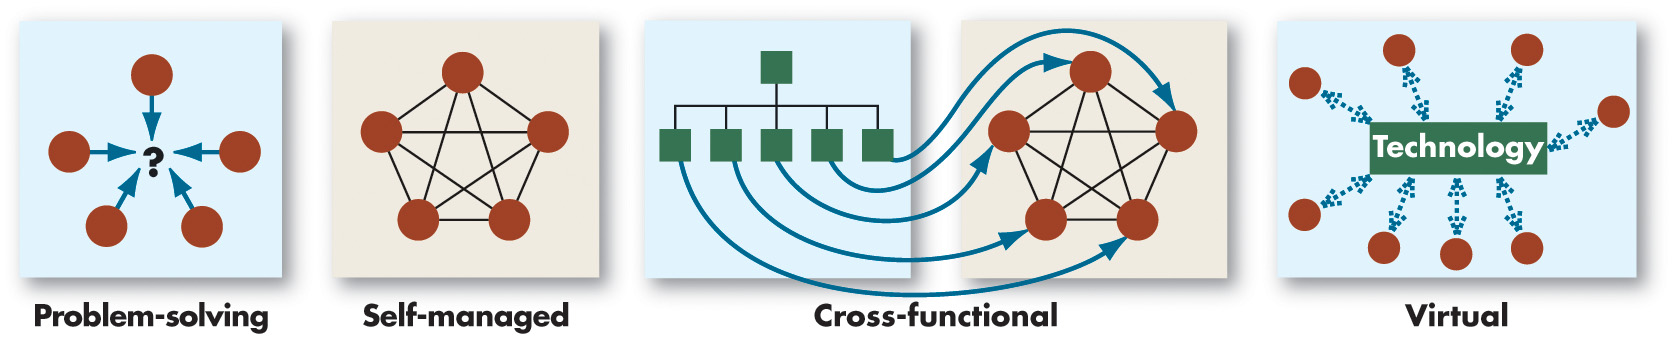 ?
Technology
Problem-solving
Self-managed
Cross-functional
Virtual